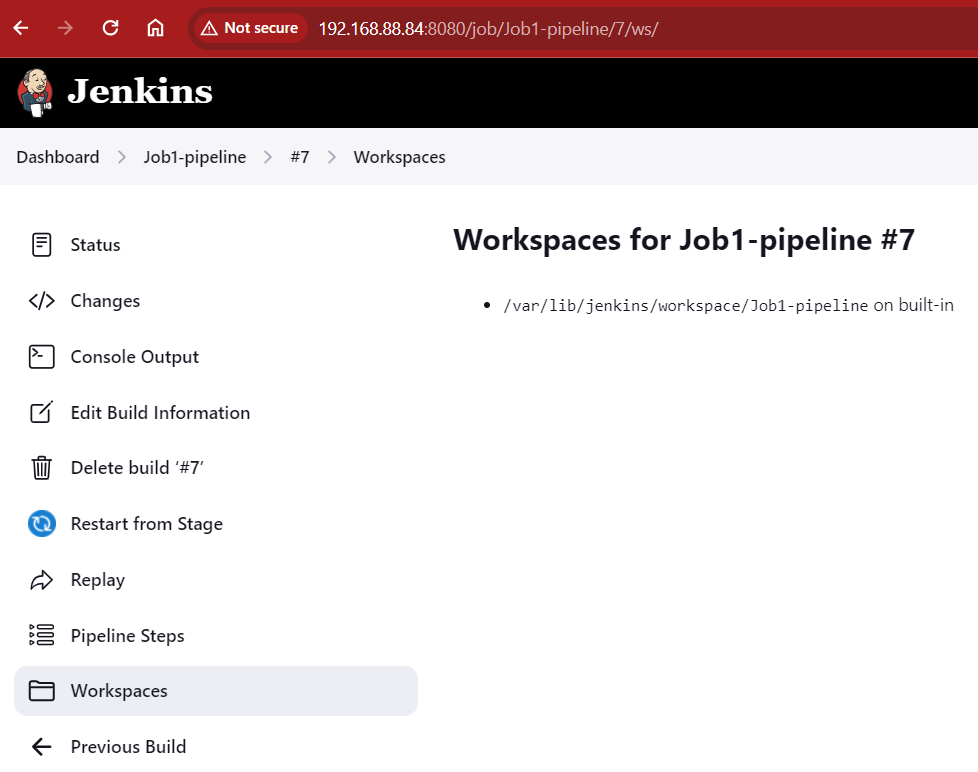 Not secure 192.168.88.84:8080/job/Job1-pipeline/7/ws/
Jenkins
Dashboard Job1-pipeline #7 Workspaces
Status
Changes
Console Output
Edit Build Information
Delete build ‘#7’
Restart from Stage
Replay
Pipeline Steps
Workspaces
Previous Build
Workspaces for Job1-pipeline #7
/var/lib/jenkins/workspace/Job1-pipeline on built-in